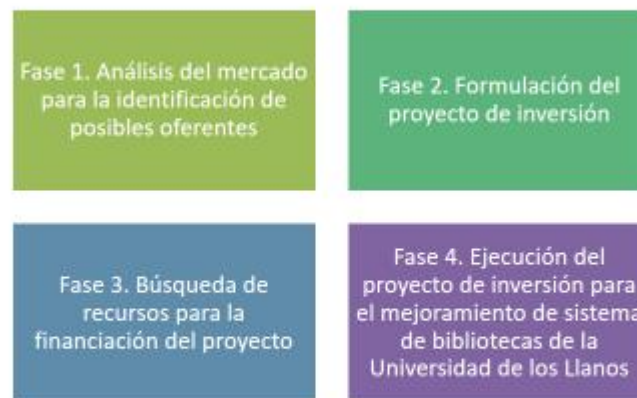 Fase 1. Análisis del mercado
para la identificación de
posibles oferentes
Fase 2. Formulación del
proyecto de inversión
Fase 3. Búsqueda de
recursos para la
financiación del proyecto
Fase 4. Ejecución del
proyecto de inversión para
el mejoramiento de sistema
de bibliotecas de la
Universidad de los Llanos